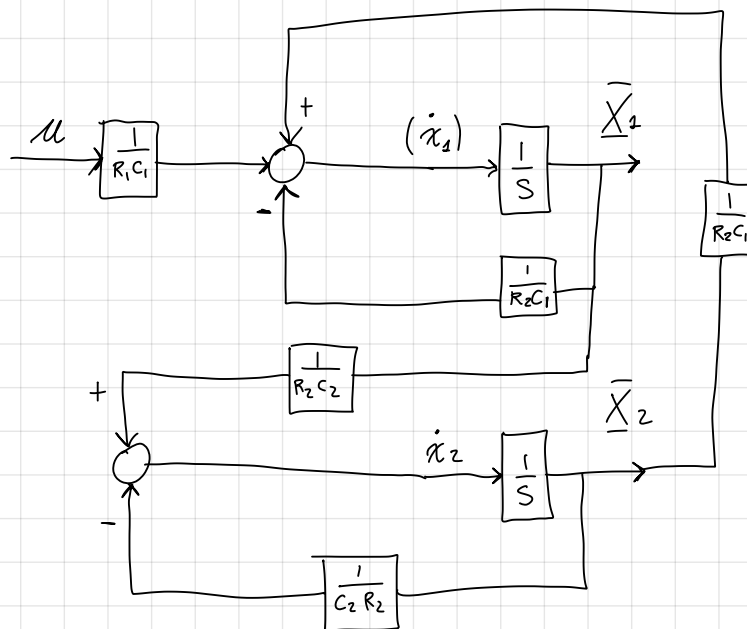 +
u
1
R₁C₁
(ẋ₁)
1
S
X̄₁
-
1
R₂C₁
1
R₂C₁
1
R₂C₂
+
ẋ₂
1
S
X̄₂
-
1
C₂R₂